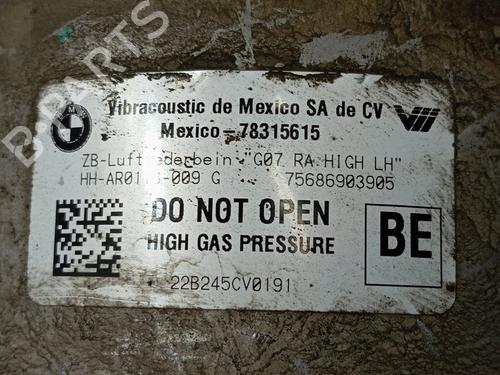 B-PARTS
BMW
Vibracoustic de Mexico SA de CV
Mexico - 78315615
ZB-Luftfederbein "G07 RA HIGH LH"
75686903905
DO NOT OPEN
HIGH GAS PRESSURE
BE
22B245CV0191